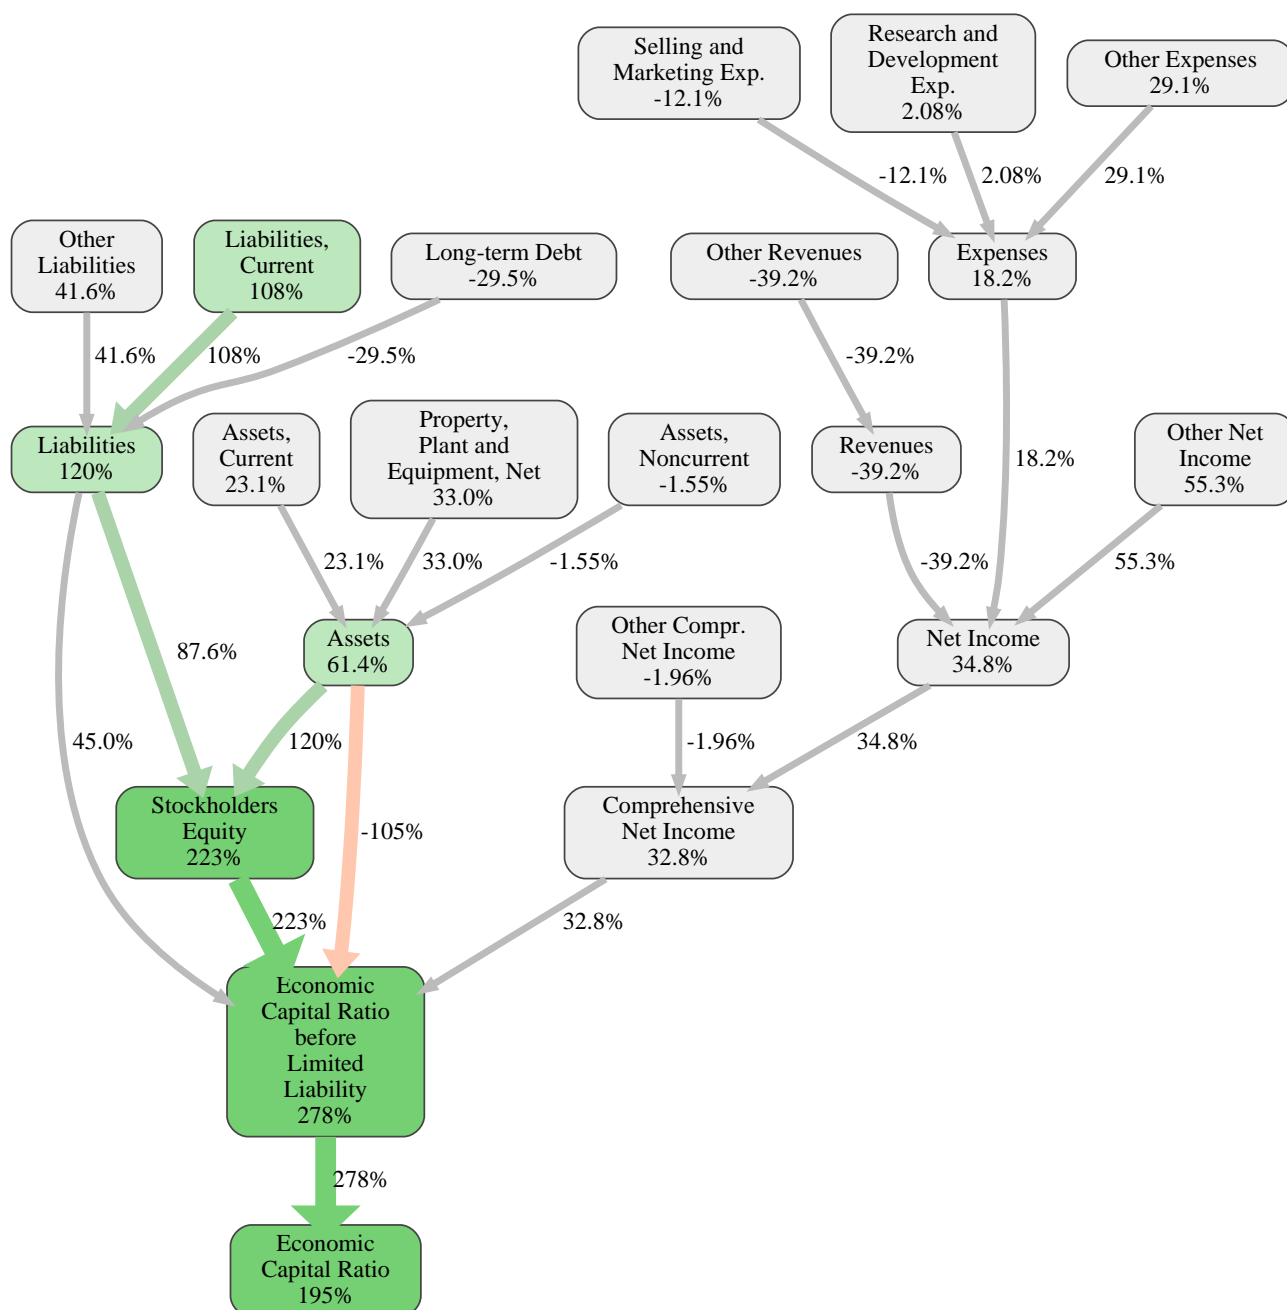 Selling and
Marketing Exp.
-12.1%
Research and
Development
Exp.
2.08%
Other Expenses
29.1%
-12.1%
2.08%
29.1%
Other
Liabilities
41.6%
Liabilities,
Current
108%
Long-term Debt
-29.5%
Other Revenues
-39.2%
Expenses
18.2%
41.6%
108%
-29.5%
-39.2%
Liabilities
120%
Assets,
Current
23.1%
Property,
Plant and
Equipment, Net
33.0%
Assets,
Noncurrent
-1.55%
Revenues
-39.2%
18.2%
Other Net
Income
55.3%
23.1%
33.0%
-1.55%
-39.2%
55.3%
87.6%
Assets
61.4%
Other Compr.
Net Income
-1.96%
Net Income
34.8%
45.0%
120%
-1.96%
34.8%
Stockholders
Equity
223%
-105%
Comprehensive
Net Income
32.8%
223%
32.8%
Economic
Capital Ratio
before
Limited
Liability
278%
278%
Economic
Capital Ratio
195%